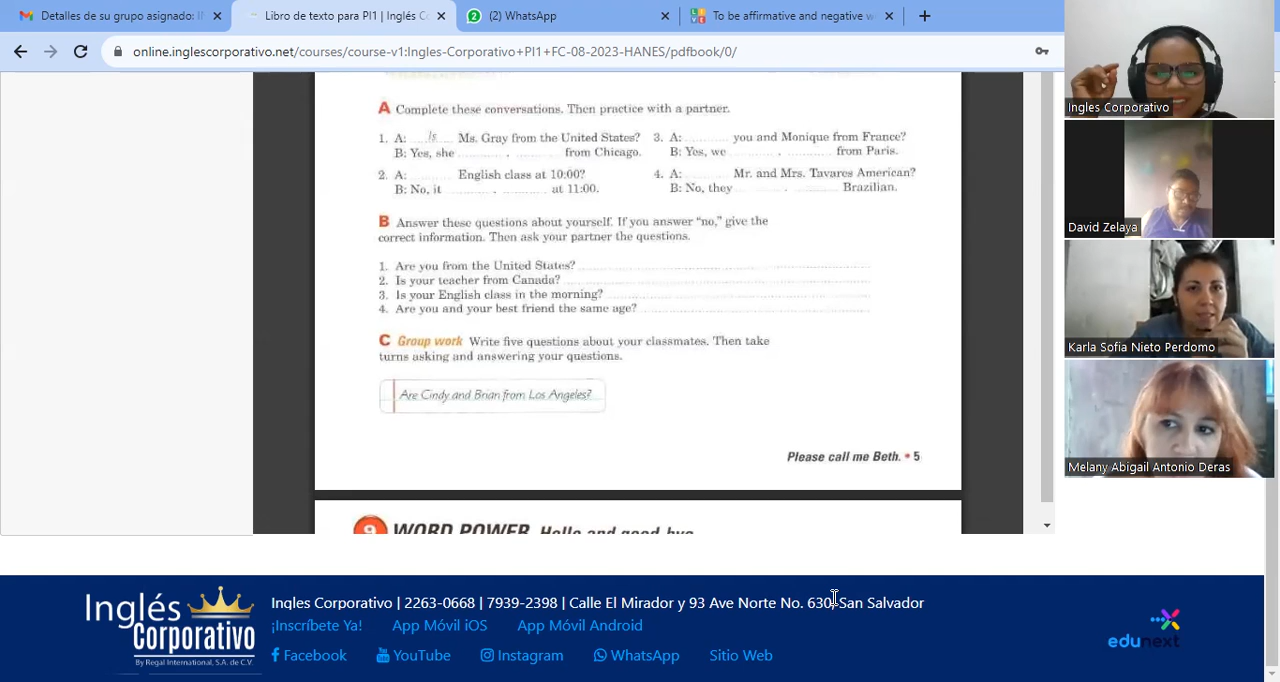 Detalles de su grupo asignado: I
Libro de texto para PI1 | Inglés C
(2) WhatsApp
To be affirmative and negative w
online.inglescorporativo.net/courses/course-v1:Ingles-Corporativo+PI1+FC-08-2023-HANES/pdfbook/0/
A Complete these conversations. Then practice with a partner.
1. A: Is Ms. Gray from the United States?
B: Yes, she ............ . ............ from Chicago.
2. A: ............ English class at 10:00?
B: No, it ............ . ............ at 11:00.
3. A: ............ you and Monique from France?
B: Yes, we ............ . ............ from Paris.
4. A: ............ Mr. and Mrs. Tavares American?
B: No, they ............ . ............ Brazilian.
B Answer these questions about yourself. If you answer “no,” give the
correct information. Then ask your partner the questions.
1. Are you from the United States?
2. Is your teacher from Canada?
3. Is your English class in the morning?
4. Are you and your best friend the same age?
C Group work Write five questions about your classmates. Then take
turns asking and answering your questions.
Are Cindy and Brian from Los Angeles?
Please call me Beth. • 5
9 WORD POWER Hello and good-bye
Ingles Corporativo
David Zelaya
Karla Sofia Nieto Perdomo
Melany Abigail Antonio Deras
Inglés
Corporativo
By Regal International, S.A. de C.V.
Ingles Corporativo | 2263-0668 | 7939-2398 | Calle El Mirador y 93 Ave Norte No. 630, San Salvador
¡Inscríbete Ya! App Móvil iOS App Móvil Android
Facebook YouTube Instagram WhatsApp Sitio Web
edunext